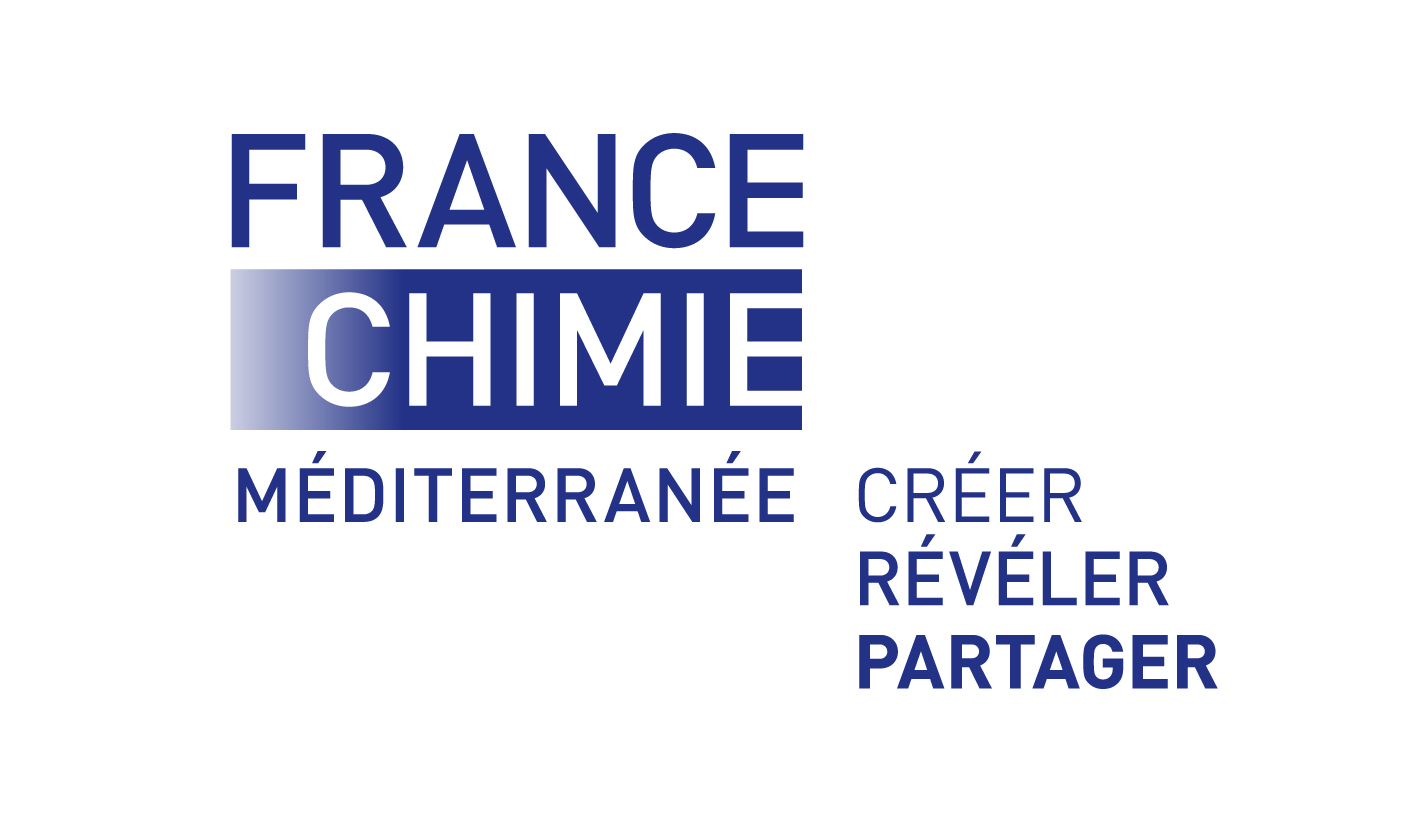 FRANCE
CHIMIE
MÉDITERRANÉE
CRÉER
RÉVÉLER
PARTAGER